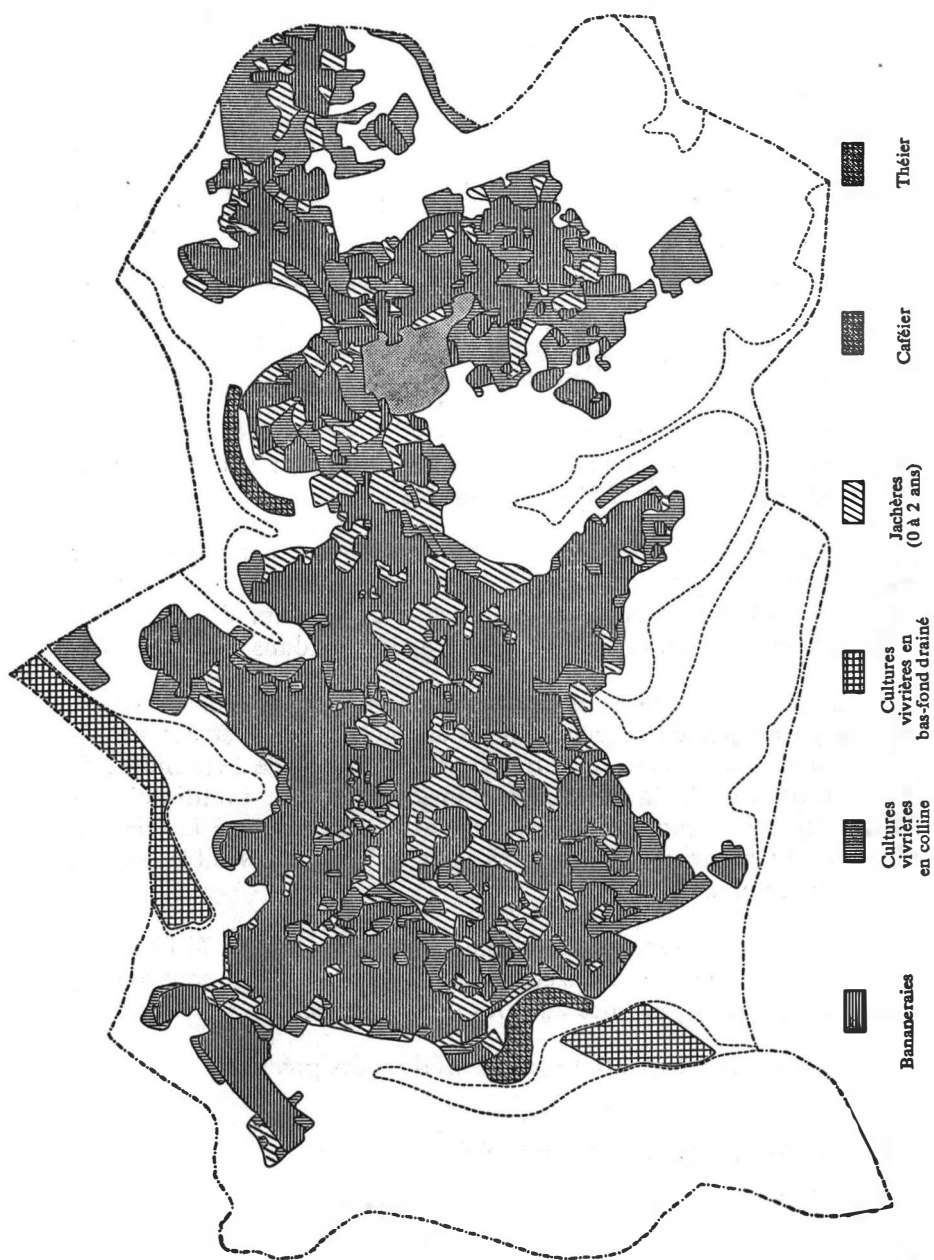 Bananeraies
Cultures
vivrières
en colline
Cultures
vivrières en
bas-fond drainé
Jachères
(0 à 2 ans)
Caféier
Théier